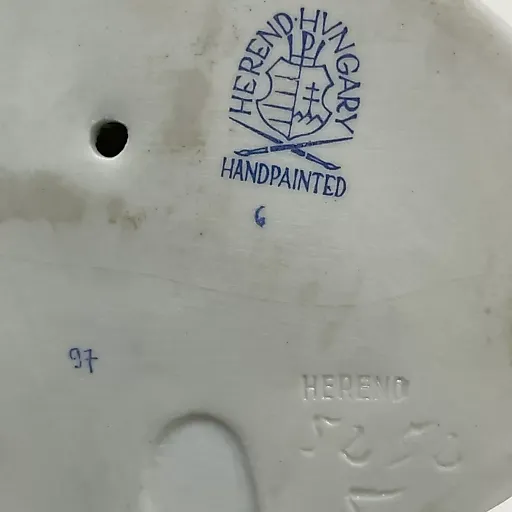 HEREND·HVNGARY
HANDPAINTED
6
97
HEREND